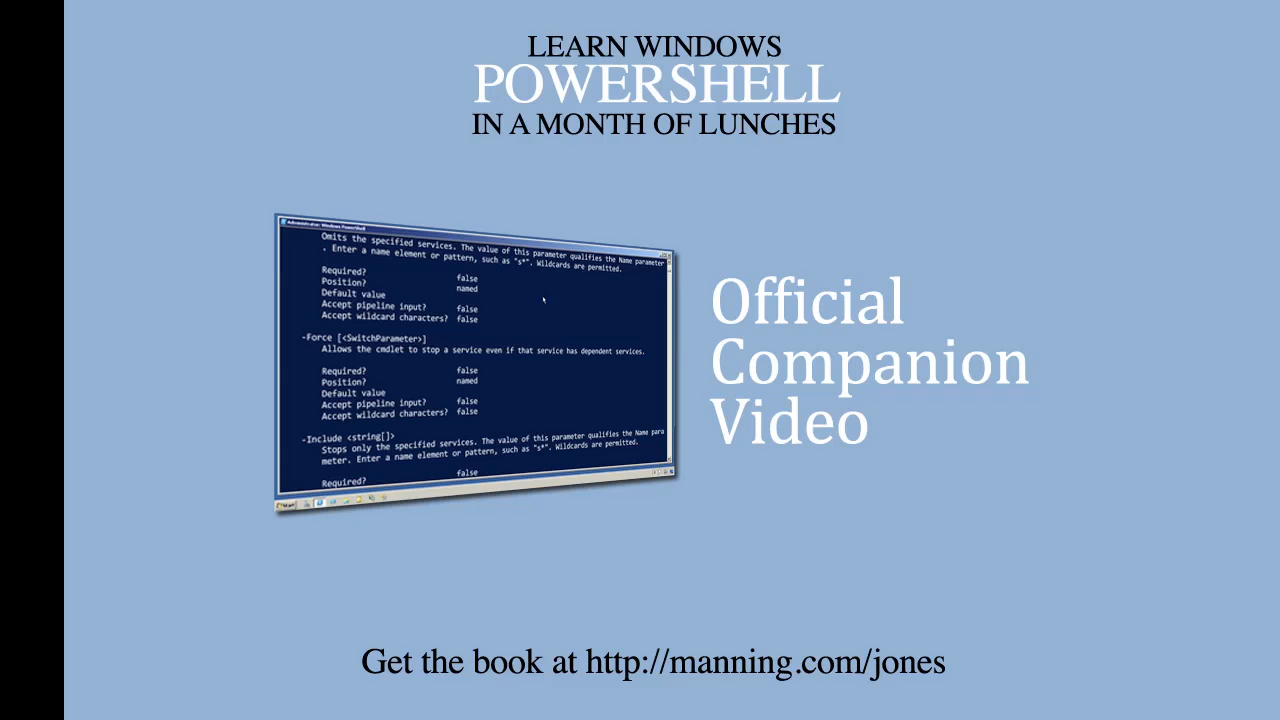 LEARN WINDOWS
POWERSHELL
IN A MONTH OF LUNCHES
Administrator: Windows PowerShell
Omits the specified services. The value of this parameter qualifies the Name parameter
. Enter a name element or pattern, such as "s*". Wildcards are permitted.
Required? false
Position? named
Default value
Accept pipeline input? false
Accept wildcard characters? false
-Force [<SwitchParameter>]
Allows the cmdlet to stop a service even if that service has dependent services.
Required? false
Position? named
Default value
Accept pipeline input? false
Accept wildcard characters? false
-Include <string[]>
Stops only the specified services. The value of this parameter qualifies the Name para
meter. Enter a name element or pattern, such as "s*". Wildcards are permitted.
Required? false
Start
Official
Companion
Video
Get the book at http://manning.com/jones